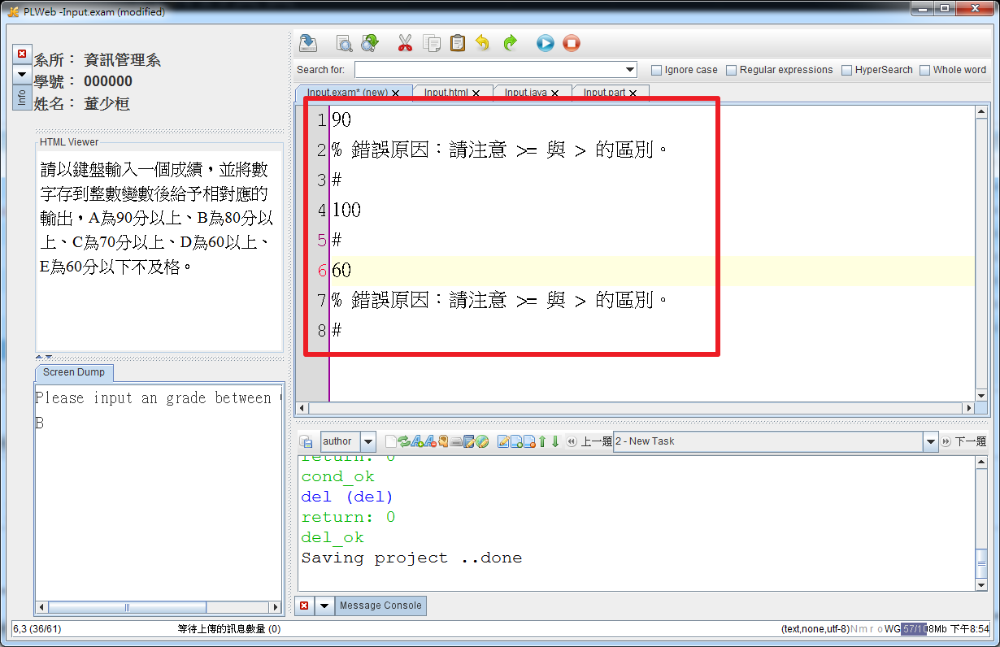 PLWeb -Input.exam (modified)
系所： 資訊管理系
學號： 000000
姓名： 董少桓
Info
HTML Viewer
請以鍵盤輸入一個成績，並將數
字存到整數變數後給予相對應的
輸出，A為90分以上、B為80分以
上、C為70分以上、D為60以上、
E為60分以下不及格。
Screen Dump
Please input an grade between
B
Search for:
Ignore case
Regular expressions
HyperSearch
Whole word
Input.exam* (new)
Input.html
Input.java
Input.part
1 90
2 % 錯誤原因：請注意 >= 與 > 的區別。
3 #
4 100
5 #
6 60
7 % 錯誤原因：請注意 >= 與 > 的區別。
8 #
author
上一題
2 - New Task
下一題
return: 0
cond_ok
del (del)
return: 0
del_ok
Saving project ..done
Message Console
6,3 (36/61)
等待上傳的訊息數量 (0)
(text,none,utf-8)N m r o WG 57/108Mb 下午8:54